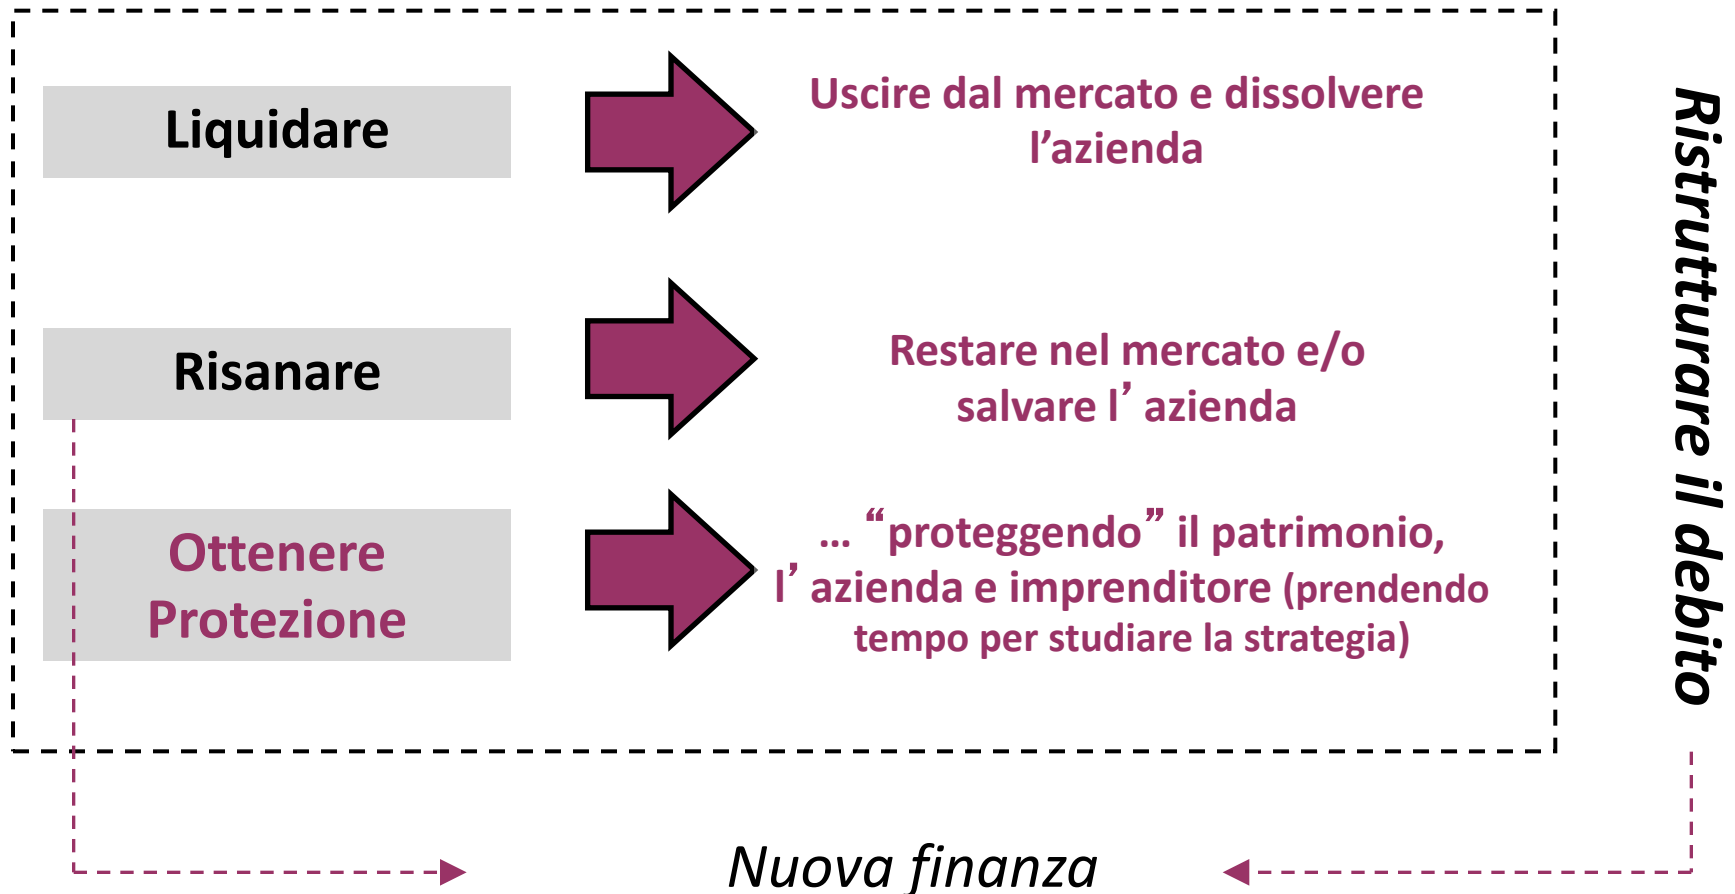 Liquidare
Uscire dal mercato e dissolvere
l’azienda
Risanare
Restare nel mercato e/o
salvare l’ azienda
Ottenere
Protezione
... “proteggendo” il patrimonio,
l’ azienda e imprenditore (prendendo
tempo per studiare la strategia)
Ristrutturare il debito
Nuova finanza